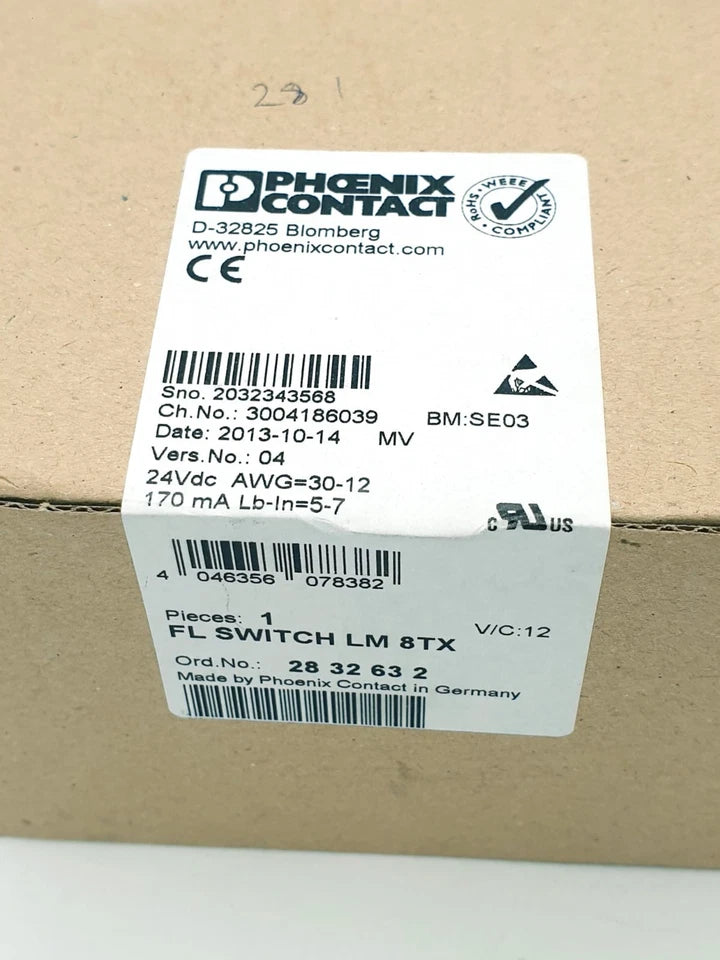 281
PHŒNIX
CONTACT
WEEE
RoHS
COMPLIANT
D-32825 Blomberg
www.phoenixcontact.com
CE
Sno. 2032343568
Ch.No.: 3004186039 BM:SE03
Date: 2013-10-14 MV
Vers.No.: 04
24Vdc AWG=30-12
170 mA Lb-In=5-7
c RU US
4 046356 078382
Pieces: 1 V/C:12
FL SWITCH LM 8TX
Ord.No.: 28 32 63 2
Made by Phoenix Contact in Germany